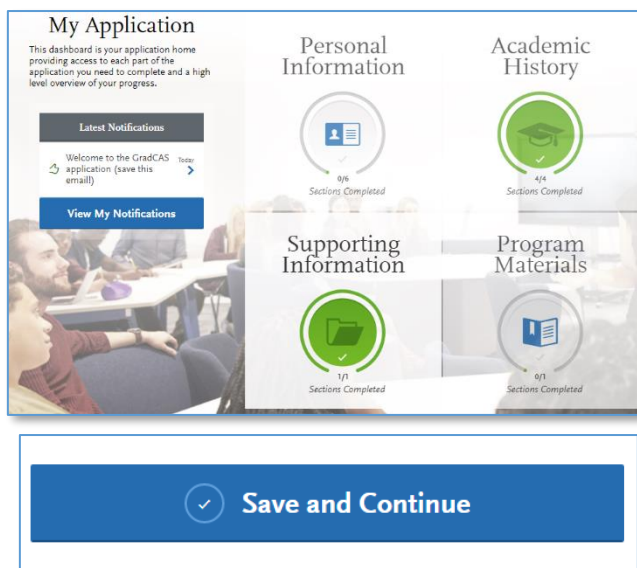 My Application
This dashboard is your application home
providing access to each part of the
application you need to complete and a high
level overview of your progress.
Latest Notifications
Welcome to the GradCAS
application (save this
email!)
Today
View My Notifications
Personal
Information
0/6
Sections Completed
Academic
History
4/4
Sections Completed
Supporting
Information
1/1
Sections Completed
Program
Materials
0/1
Sections Completed
Save and Continue